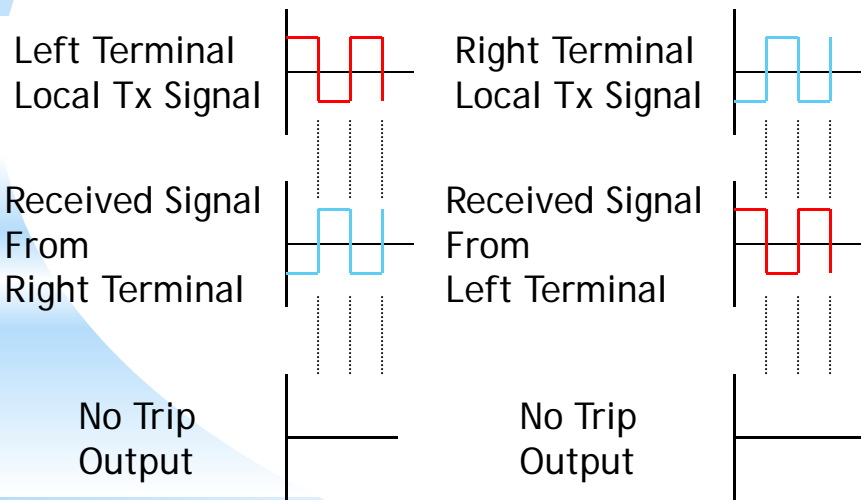 Left Terminal
Local Tx Signal
Right Terminal
Local Tx Signal
Received Signal
From
Right Terminal
Received Signal
From
Left Terminal
No Trip
Output
No Trip
Output